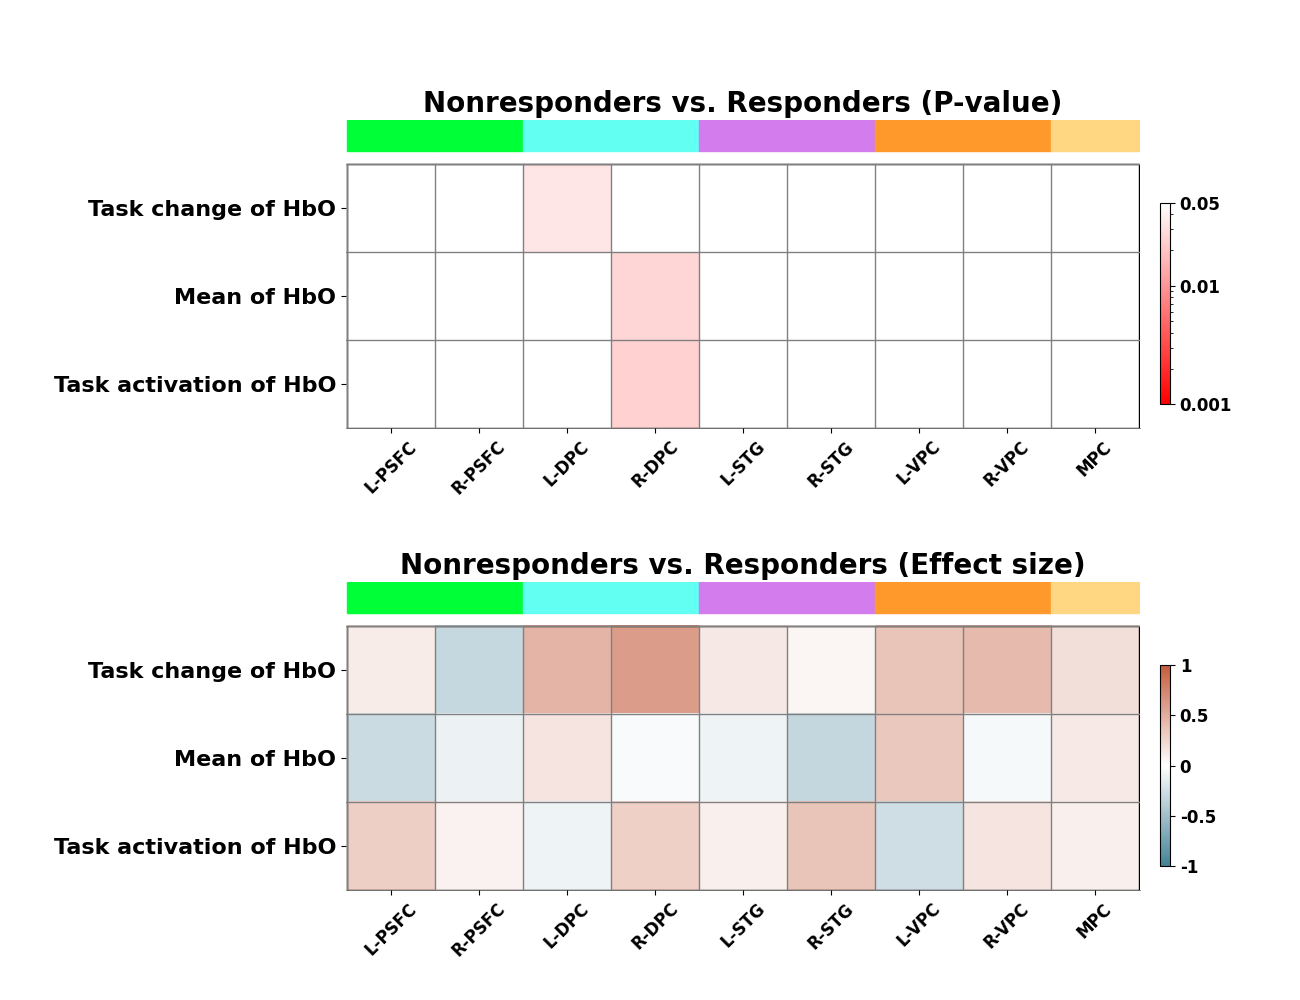 Nonresponders vs. Responders (P-value)
Task change of HbO
Mean of HbO
Task activation of HbO
0.05
0.01
0.001
L-PSFC
R-PSFC
L-DPC
R-DPC
L-STG
R-STG
L-VPC
R-VPC
MPC
Nonresponders vs. Responders (Effect size)
Task change of HbO
Mean of HbO
Task activation of HbO
1
0.5
0
-0.5
-1
L-PSFC
R-PSFC
L-DPC
R-DPC
L-STG
R-STG
L-VPC
R-VPC
MPC